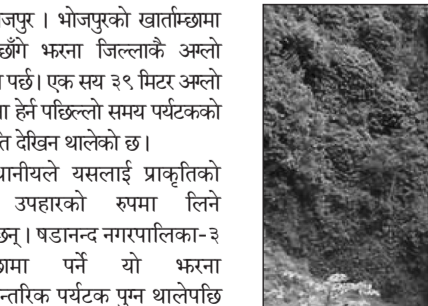 जपुर । भोजपुरको खार्ताम्छामा
छाँगे झरना जिल्लाकै अग्लो
पर्छ। एक सय ३९ मिटर अग्लो
हेर्न पछिल्लो समय पर्यटकको
देखिन थालेको छ।
थानीयले यसलाई प्राकृतिको
उपहारको रुपमा लिने
छन्। षडानन्द नगरपालिका-३
छामा पर्ने यो झरना
न्तरिक पर्यटक पुग्न थालेपछि